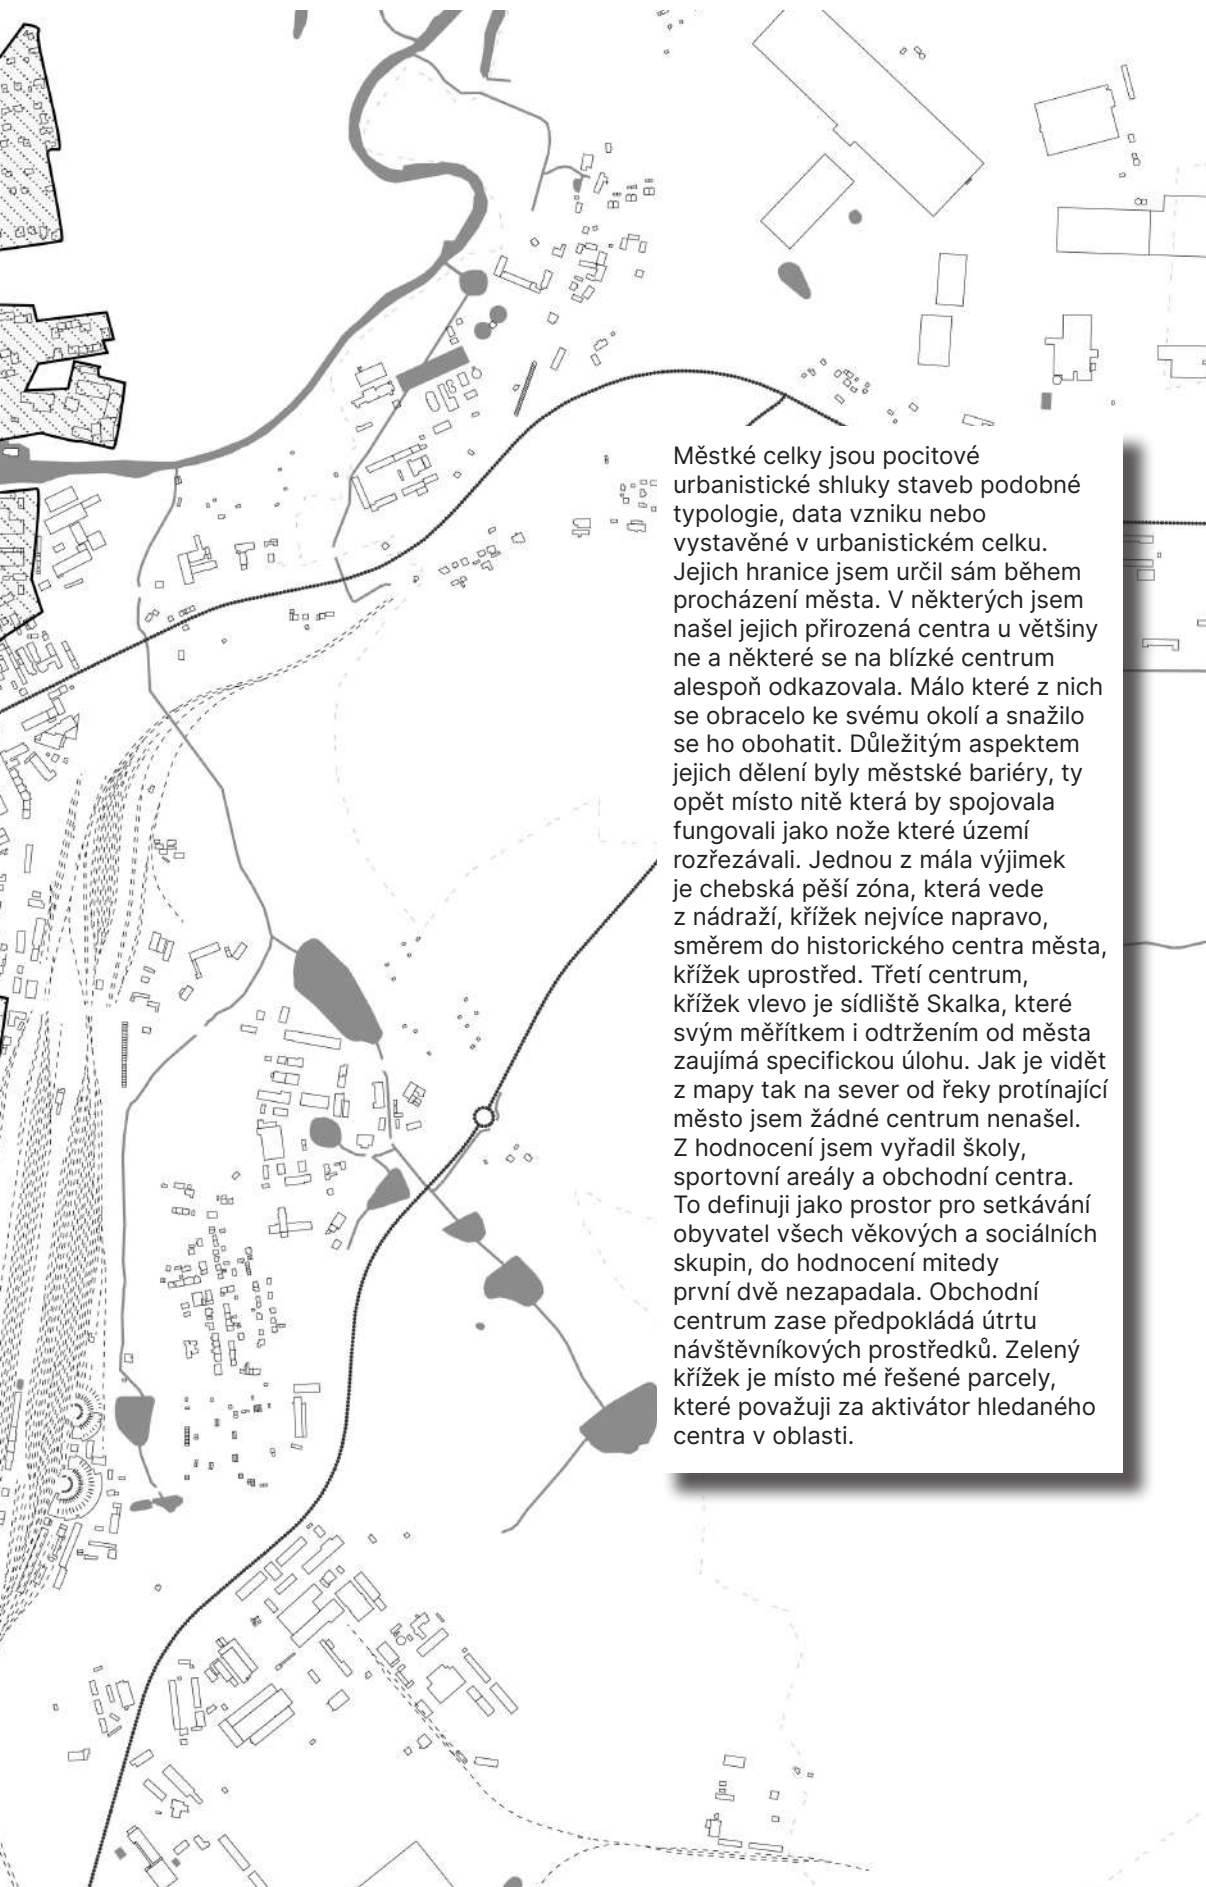 Městké celky jsou pocitové
urbanistické shluky staveb podobné
typologie, data vzniku nebo
vystavěné v urbanistickém celku.
Jejich hranice jsem určil sám během
procházení města. V některých jsem
našel jejich přirozená centra u většiny
ne a některé se na blízké centrum
alespoň odkazovala. Málo které z nich
se obracelo ke svému okolí a snažilo
se ho obohatit. Důležitým aspektem
jejich dělení byly městské bariéry, ty
opět místo nitě která by spojovala
fungovali jako nože které území
rozřezávali. Jednou z mála výjimek
je chebská pěší zóna, která vede
z nádraží, křížek nejvíce napravo,
směrem do historického centra města,
křížek uprostřed. Třetí centrum,
křížek vlevo je sídliště Skalka, které
svým měřítkem i odtržením od města
zaujímá specifickou úlohu. Jak je vidět
z mapy tak na sever od řeky protínající
město jsem žádné centrum nenašel.
Z hodnocení jsem vyřadil školy,
sportovní areály a obchodní centra.
To definuji jako prostor pro setkávání
obyvatel všech věkových a sociálních
skupin, do hodnocení mitedy
první dvě nezapadala. Obchodní
centrum zase předpokládá útrtu
návštěvníkových prostředků. Zelený
křížek je místo mé řešené parcely,
které považuji za aktivátor hledaného
centra v oblasti.